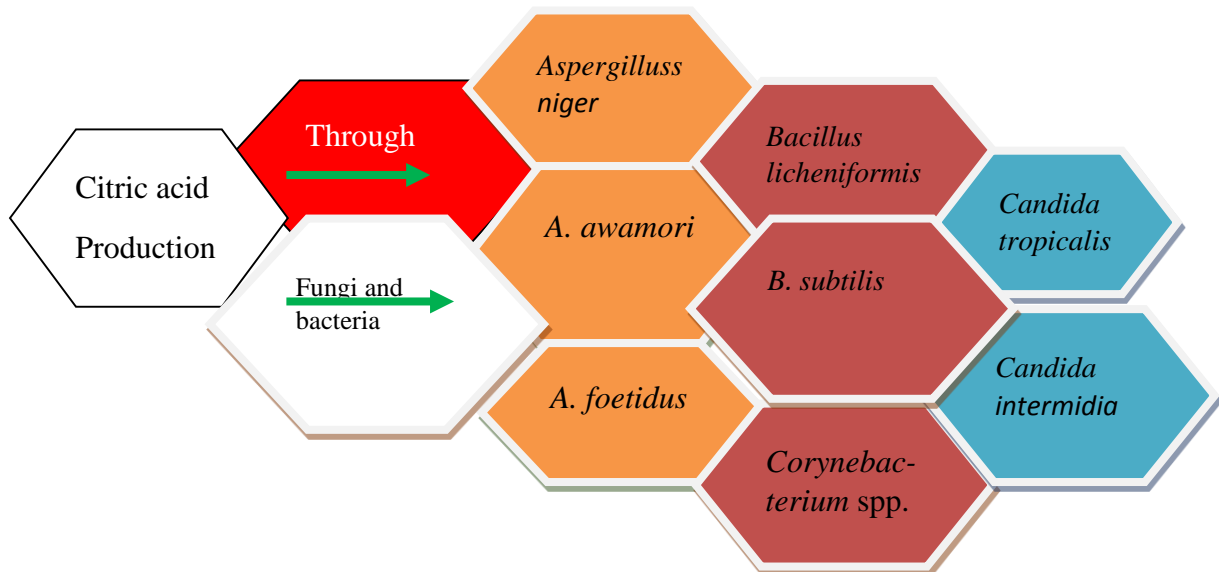 Citric acid
Production
Through
Fungi and
bacteria
Aspergilluss
niger
A. awamori
A. foetidus
Bacillus
licheniformis
B. subtilis
Corynebac-
terium spp.
Candida
tropicalis
Candida
intermidia